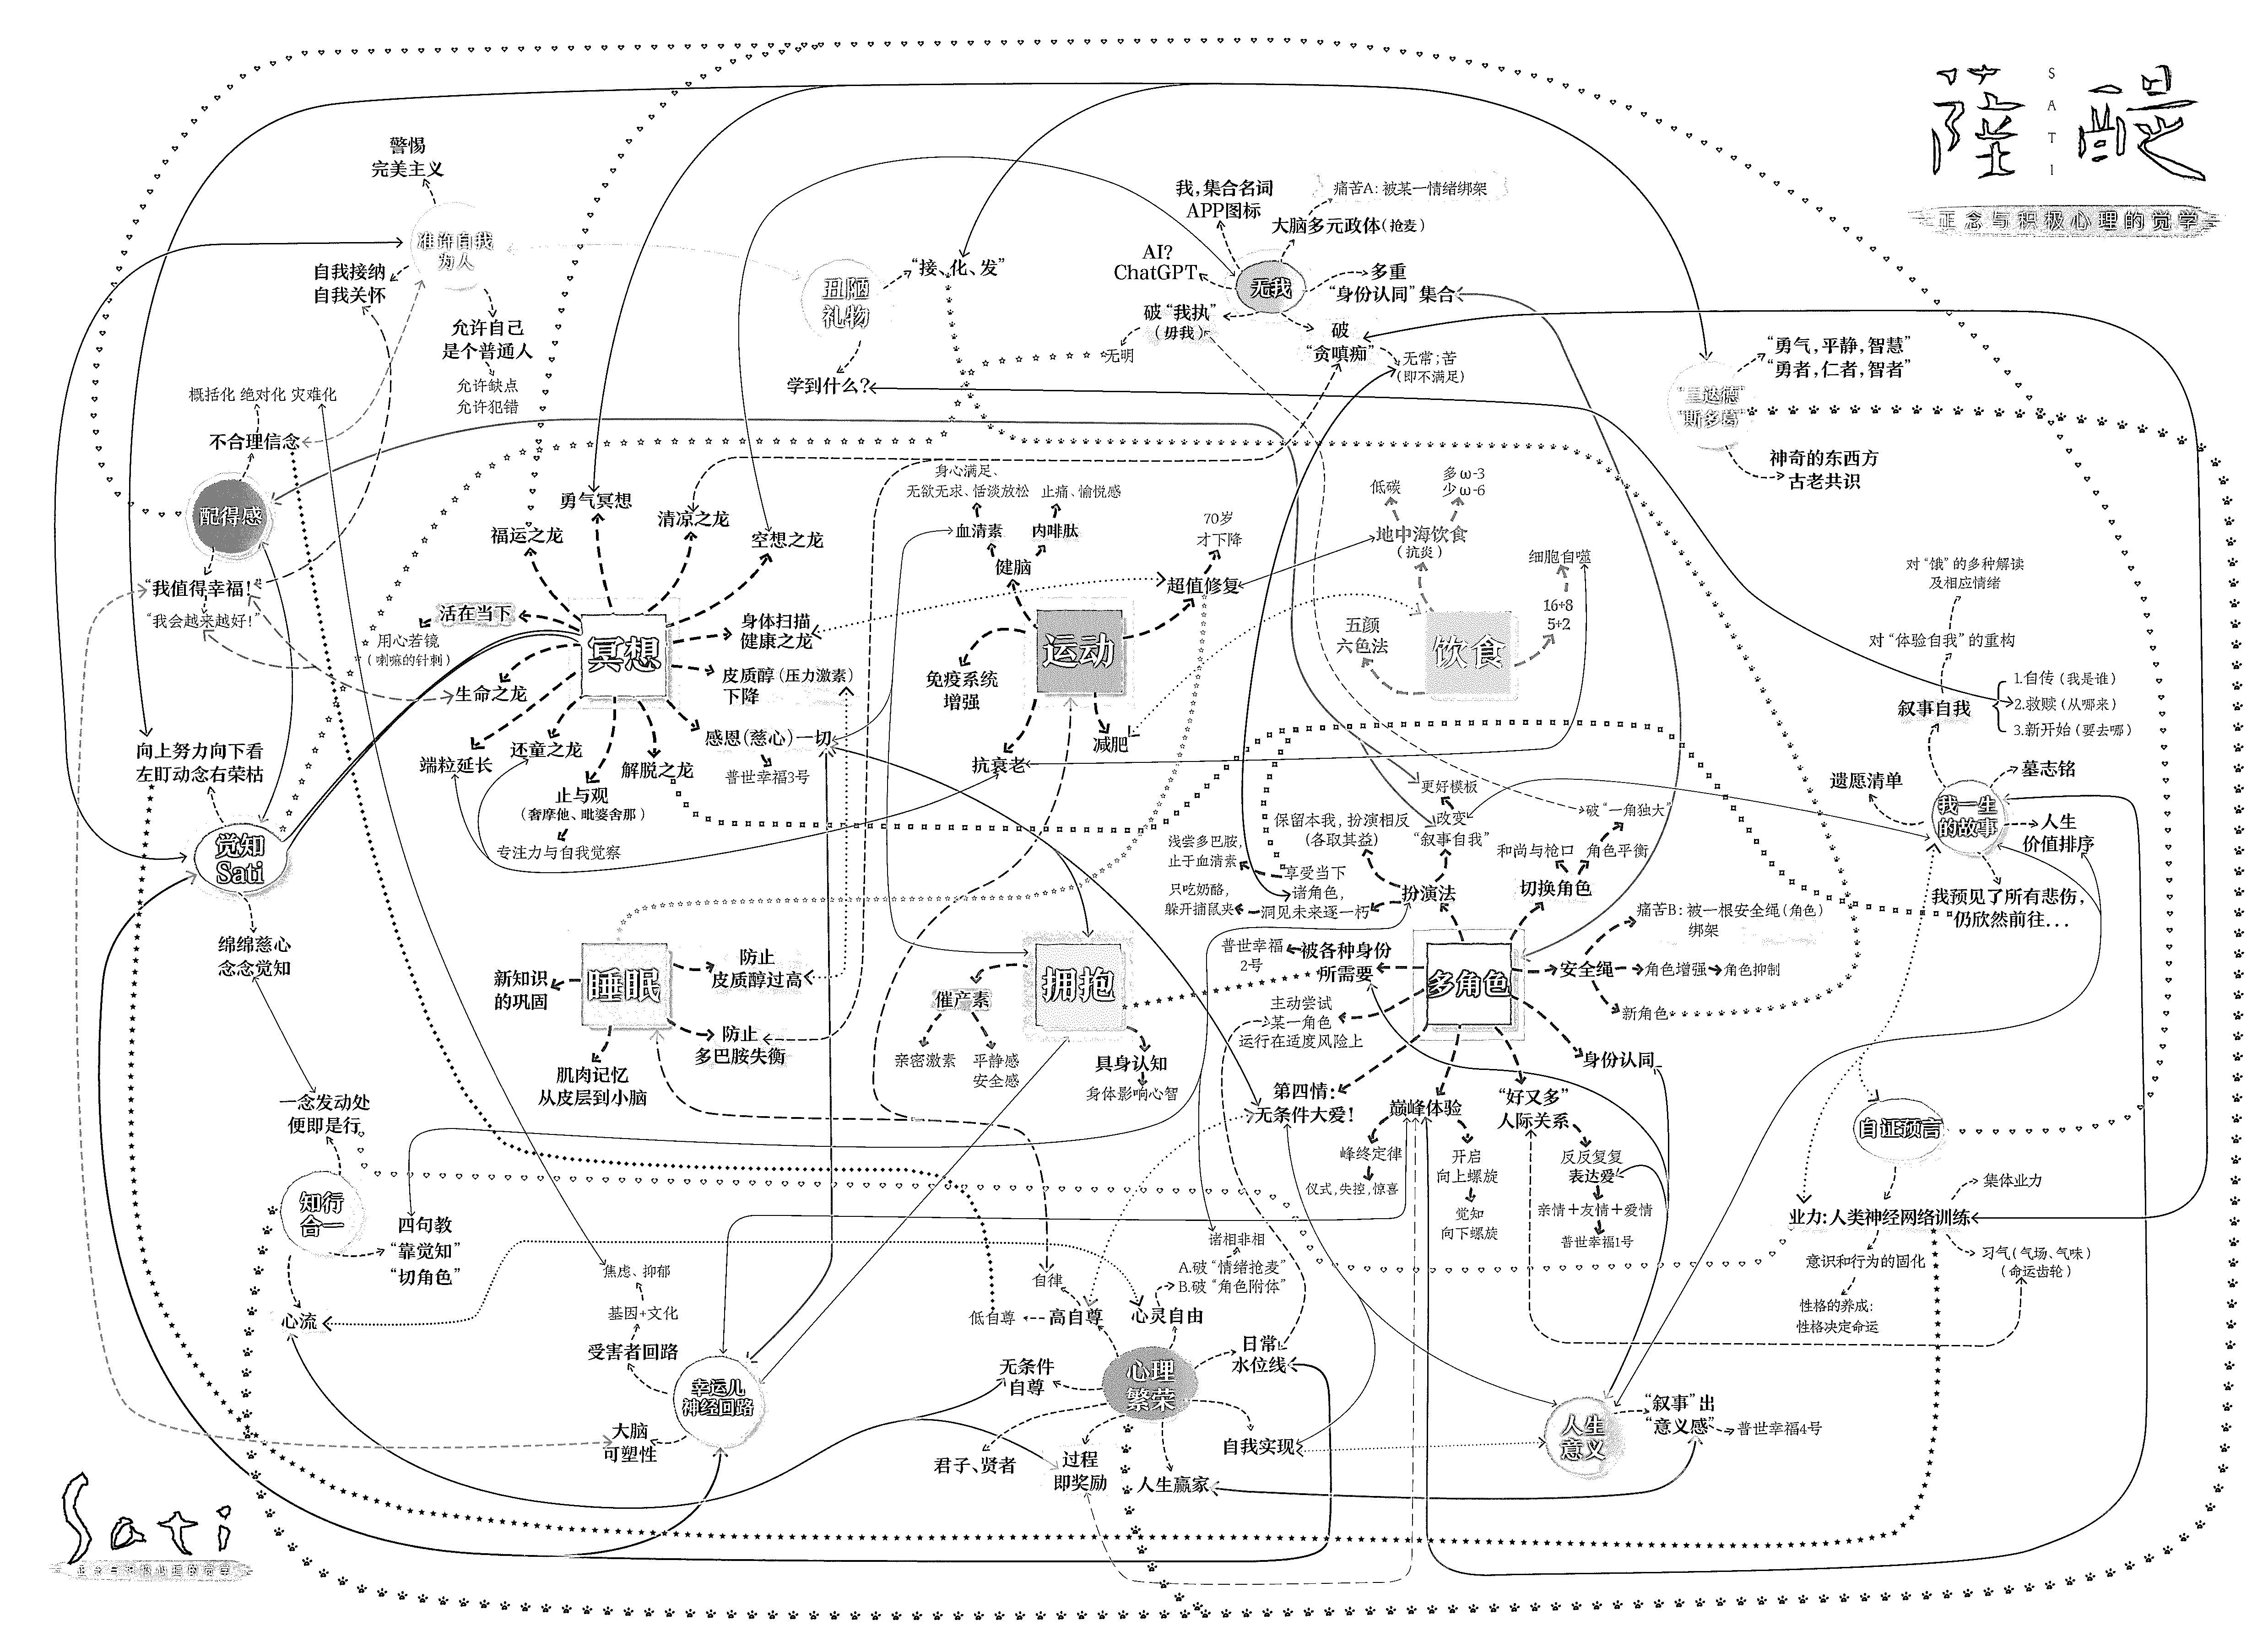 薩醍
SATI
正念与积极心理的觉学
警惕
完美主义
准许自我
为人
自我接纳
自我关怀
允许自己
是个普通人
允许缺点
允许犯错
丑陋
礼物
“接、化、发”
学到什么?
我,集合名词
APP图标
痛苦A:被某一情绪绑架
大脑多元政体(抢麦)
AI?
ChatGPT
无我
多重
“身份认同”集合
破“我执”
(毋我)
无明
破
“贪嗔痴”
无常;苦
(即不满足)
“勇气,平静,智慧”
“勇者,仁者,智者”
“三达德”
“斯多葛”
神奇的东西方
古老共识
概括化 绝对化 灾难化
不合理信念
配得感
“我值得幸福!”
“我会越来越好!”
勇气冥想
福运之龙
清凉之龙
空想之龙
活在当下
用心若镜
(喇嘛的针刺)
冥想
身体扫描
健康之龙
皮质醇(压力激素)
下降
生命之龙
端粒延长
还童之龙
止与观
(奢摩他、毗婆舍那)
专注力与自我觉察
解脱之龙
感恩(慈心)一切
普世幸福3号
身心满足、
无欲无求、恬淡放松
止痛、愉悦感
血清素
内啡肽
健脑
70岁
才下降
超值修复
运动
免疫系统
增强
抗衰老
减肥
低碳
多ω-3
少ω-6
地中海饮食
(抗炎)
细胞自噬
16+8
5+2
五颜
六色法
饮食
对“饿”的多种解读
及相应情绪
对“体验自我”的重构
叙事自我
1.自传(我是谁)
2.救赎(从哪来)
3.新开始(要去哪)
遗愿清单
墓志铭
我一生
的故事
人生
价值排序
我预见了所有悲伤,
仍欣然前往...
向上努力向下看
左盯动念右荣枯
觉知
Sati
绵绵慈心
念念觉知
更好模板
改变
“叙事自我”
保留本我,扮演相反
(各取其益)
破“一角独大”
和尚与枪口
角色平衡
切换角色
浅尝多巴胺,
止于血清素
享受当下
诸角色,
只吃奶酪,
躲开捕鼠夹
洞见未来逐一朽
扮演法
痛苦B:被一根安全绳(角色)
绑架
普世幸福
2号
被各种身份
所需要
多角色
安全绳
角色增强
角色抑制
新角色
主动尝试
某一角色
运行在适度风险上
身份认同
第四情:
无条件大爱!
巅峰体验
“好又多”
人际关系
峰终定律
仪式,失控,惊喜
开启
向上螺旋
觉知
向下螺旋
反反复复
表达爱
亲情+友情+爱情
普世幸福1号
新知识
的巩固
睡眠
防止
皮质醇过高
防止
多巴胺失衡
肌肉记忆
从皮层到小脑
拥抱
催产素
亲密激素
平静感
安全感
具身认知
身体影响心智
自证预言
集体业力
业力:人类神经网络训练
意识和行为的固化
习气(气场、气味)
(命运齿轮)
性格的养成:
性格决定命运
一念发动处
便即是行
知行
合一
四句教
“靠觉知”
“切角色”
心流
焦虑、抑郁
基因+文化
受害者回路
幸运儿
神经回路
大脑
可塑性
诸相非相
A.破“情绪抢麦”
B.破“角色附体”
自律
低自尊
高自尊
心灵自由
日常
水位线
无条件
自尊
心理
繁荣
君子、贤者
过程
即奖励
人生赢家
自我实现
人生
意义
“叙事”出
“意义感”
普世幸福4号
Sati
正念与积极心理的觉学